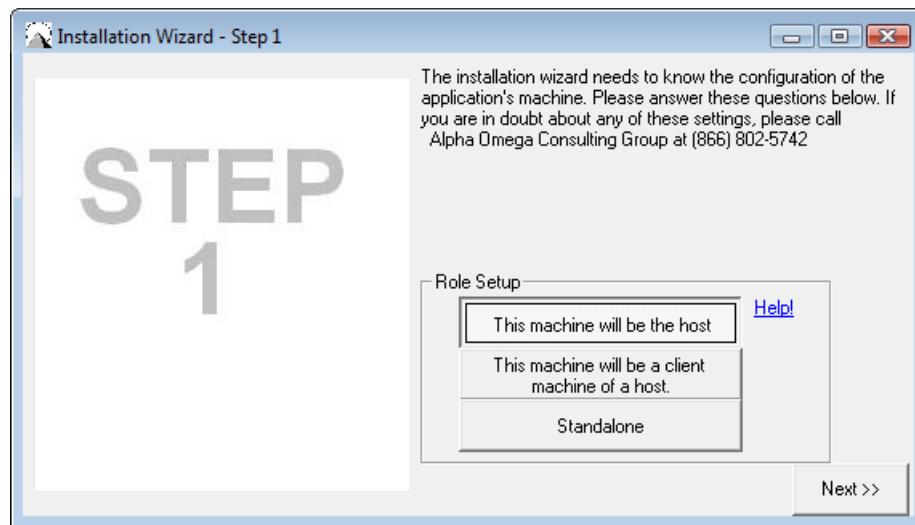 Installation Wizard - Step 1
STEP
1
The installation wizard needs to know the configuration of the
application's machine. Please answer these questions below. If
you are in doubt about any of these settings, please call
Alpha Omega Consulting Group at (866) 802-5742
Role Setup
This machine will be the host
Help!
This machine will be a client
machine of a host.
Standalone
Next >>